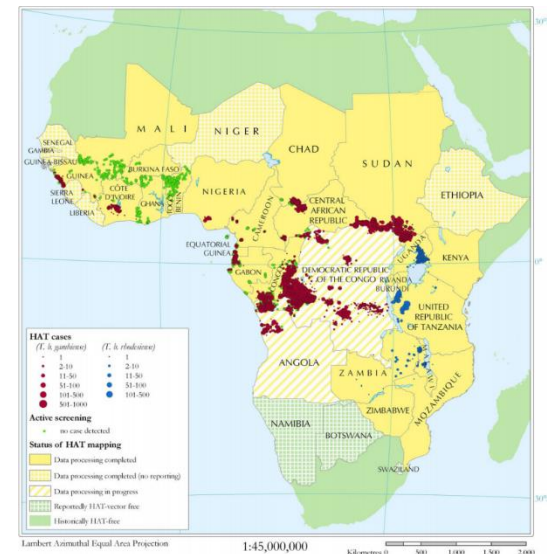 30°
MALI
NIGER
CHAD
SUDAN
SENEGAL
GAMBIA
GUINEA-BISSAU
GUINEA
SIERRA
LEONE
LIBERIA
CÔTE
D'IVOIRE
BURKINA FASO
GHANA
TOGO
BENIN
NIGERIA
CAMEROON
CENTRAL
AFRICAN
REPUBLIC
ETHIOPIA
EQUATORIAL
GUINEA
GABON
CONGO
DEMOCRATIC REPUBLIC
OF THE CONGO
UGANDA
KENYA
0°
RWANDA
BURUNDI
UNITED
REPUBLIC
OF TANZANIA
ANGOLA
ZAMBIA
MALAWI
MOZAMBIQUE
ZIMBABWE
NAMIBIA
BOTSWANA
SWAZILAND
30°
HAT cases
(T. b. gambiense) (T. b. rhodesiense)
1 1
2-10 2-10
11-50 11-50
51-100 51-100
101-500 101-500
501-1000
Active screening
no case detected
Status of HAT mapping
Data processing completed
Data processing completed (no reporting)
Data processing in progress
Reportedly HAT-vector free
Historically HAT-free
Lambert Azimuthal Equal Area Projection
1:45,000,000
Kilometres 0 500 1.000 1.500 2.000